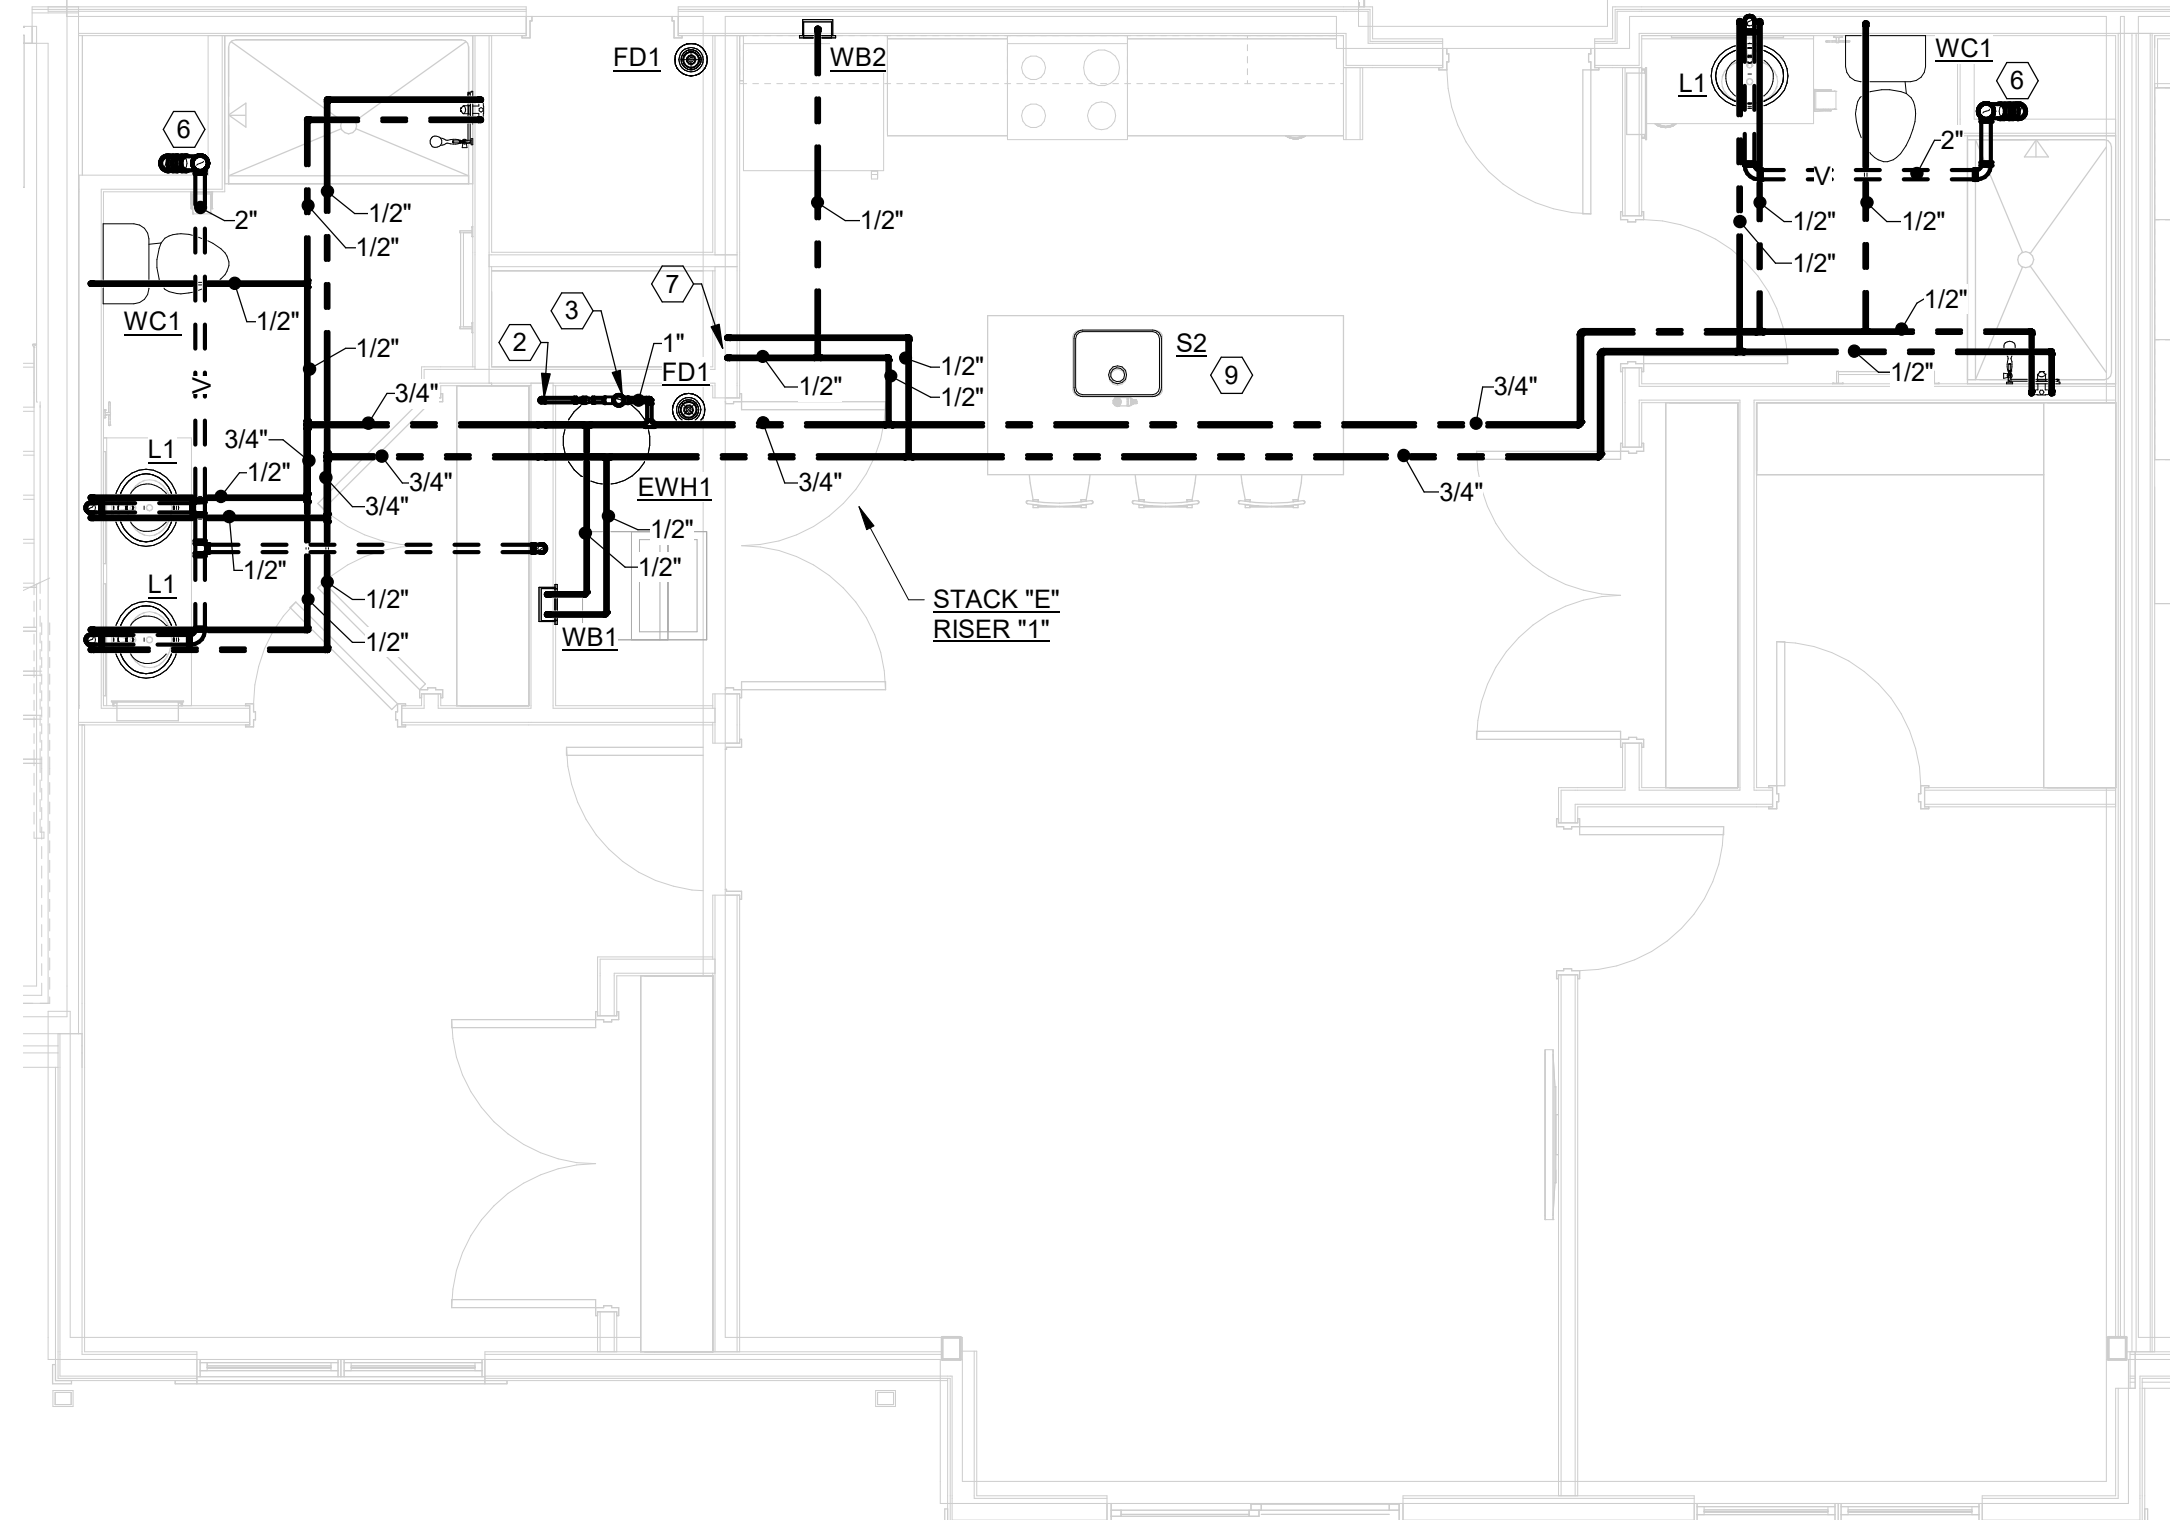 FD1
WB2
WC1
L1
6
6
2"
2"
1/2"
1/2"
1/2"
1/2"
1/2"
1/2"
V
7
3
2
1"
FD1
WC1
1/2"
1/2"
1/2"
1/2"
1/2"
1/2"
S2
9
1/2"
1/2"
V
3/4"
3/4"
3/4"
L1
1/2"
3/4"
3/4"
3/4"
3/4"
EWH1
1/2"
1/2"
1/2"
L1
1/2"
1/2"
WB1
STACK "E"
RISER "1"